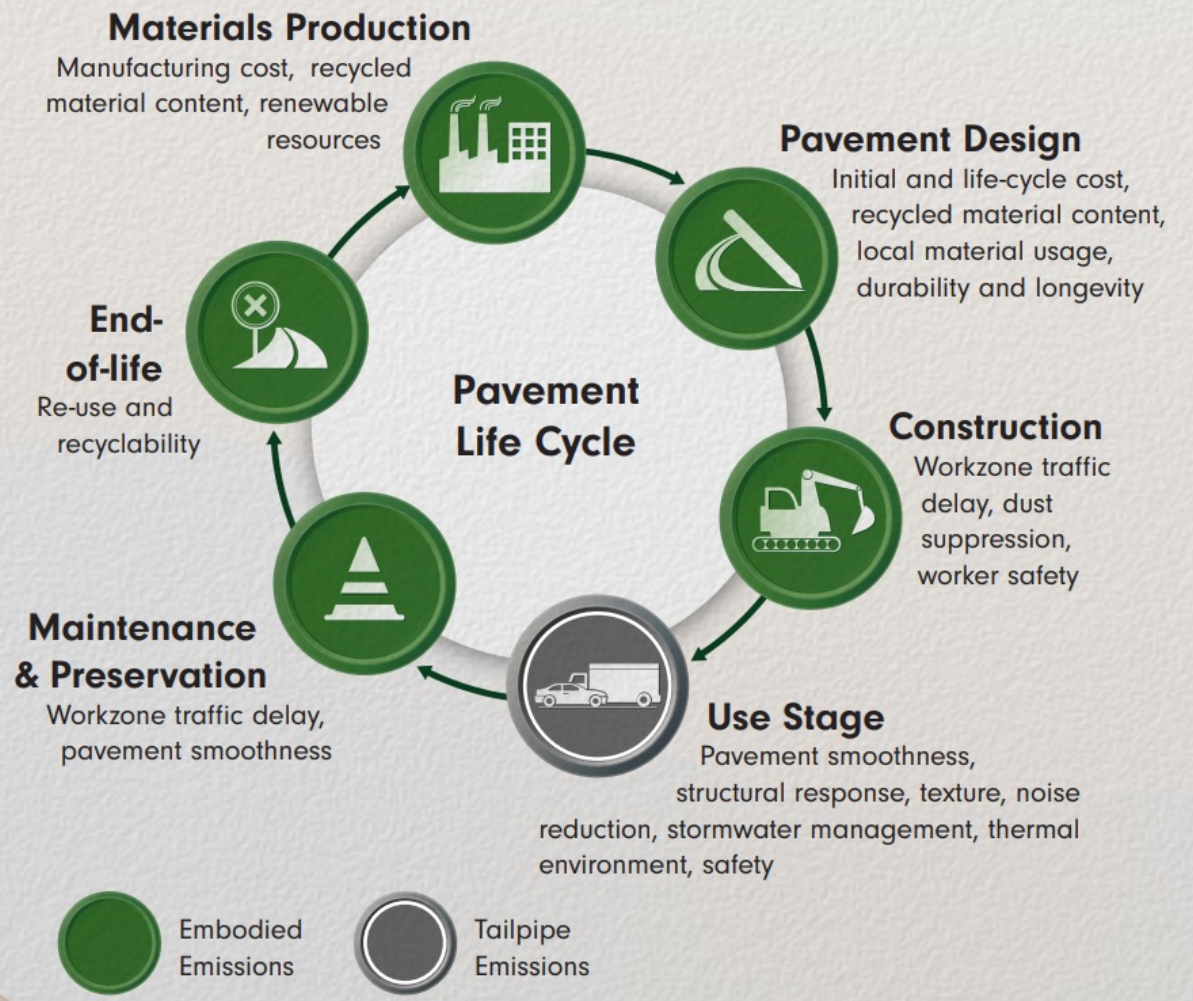 Materials Production
Manufacturing cost, recycled
material content, renewable
resources
Pavement Design
Initial and life-cycle cost,
recycled material content,
local material usage,
durability and longevity
Construction
Workzone traffic
delay, dust
suppression,
worker safety
Use Stage
Pavement smoothness,
structural response, texture, noise
reduction, stormwater management, thermal
environment, safety
Maintenance
& Preservation
Workzone traffic delay,
pavement smoothness
End-
of-life
Re-use and
recyclability
Pavement
Life Cycle
Embodied
Emissions
Tailpipe
Emissions